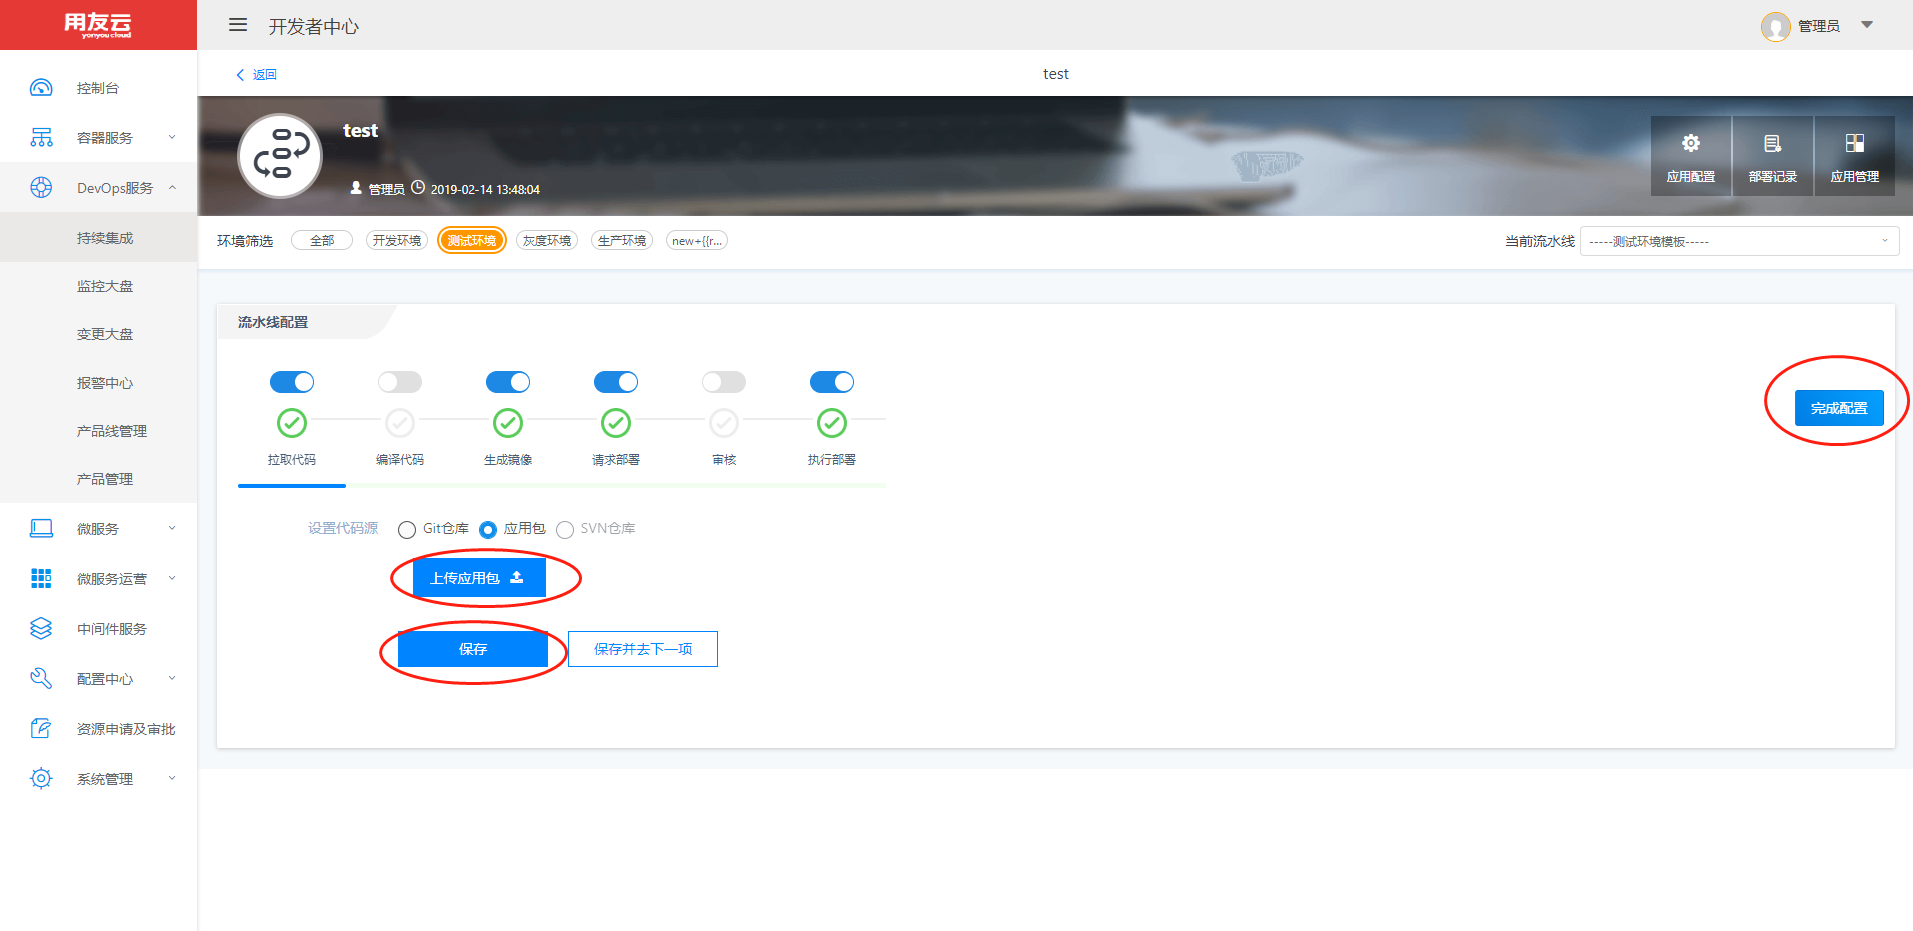 用友云
yonyou cloud
开发者中心
管理员
控制台
容器服务
DevOps服务
持续集成
监控大盘
变更大盘
报警中心
产品线管理
产品管理
微服务
微服务运营
中间件服务
配置中心
资源申请及审批
系统管理
返回
test
test
管理员 2019-02-14 13:48:04
应用配置 部署记录 应用管理
环境筛选 全部 开发环境 测试环境 灰度环境 生产环境 new+{{r...
当前流水线 -----测试环境模板-----
流水线配置
拉取代码 编译代码 生成镜像 请求部署 审核 执行部署
完成配置
设置代码源 Git仓库 应用包 SVN仓库
上传应用包
保存 保存并去下一项